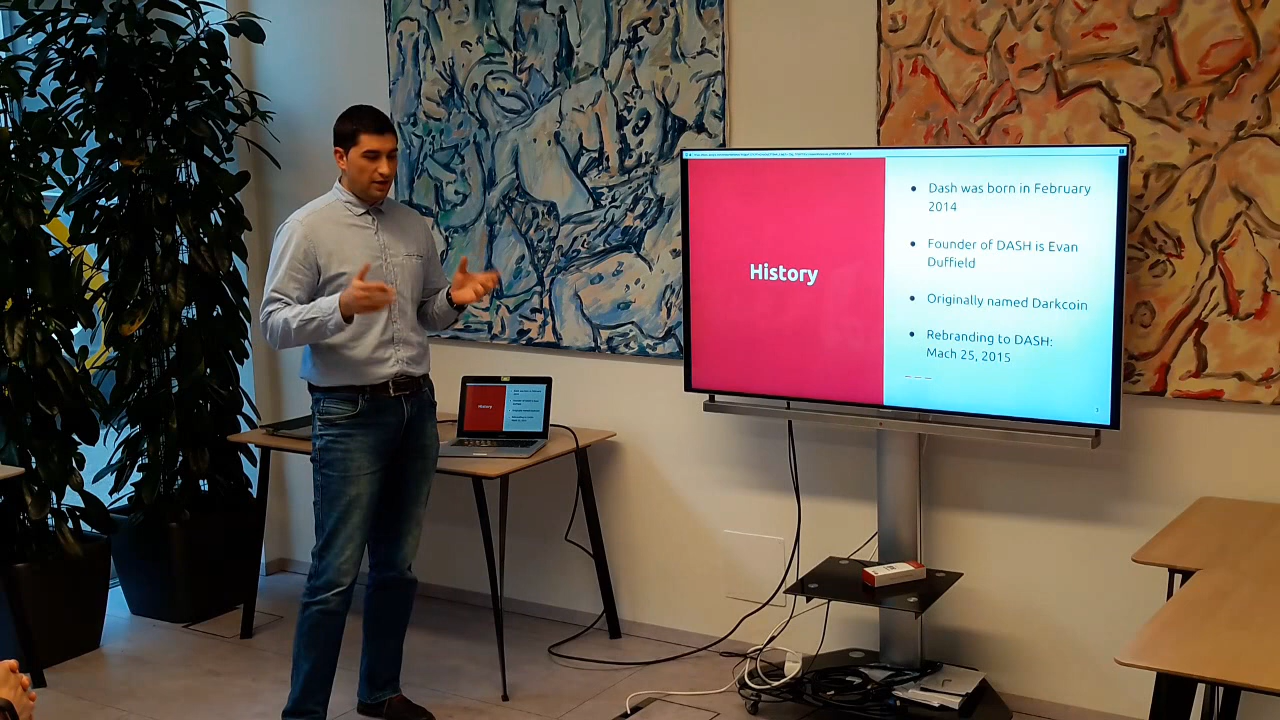 History
● Dash was born in February
2014
● Founder of DASH is Evan
Duffield
● Originally named Darkcoin
● Rebranding to DASH:
Mach 25, 2015